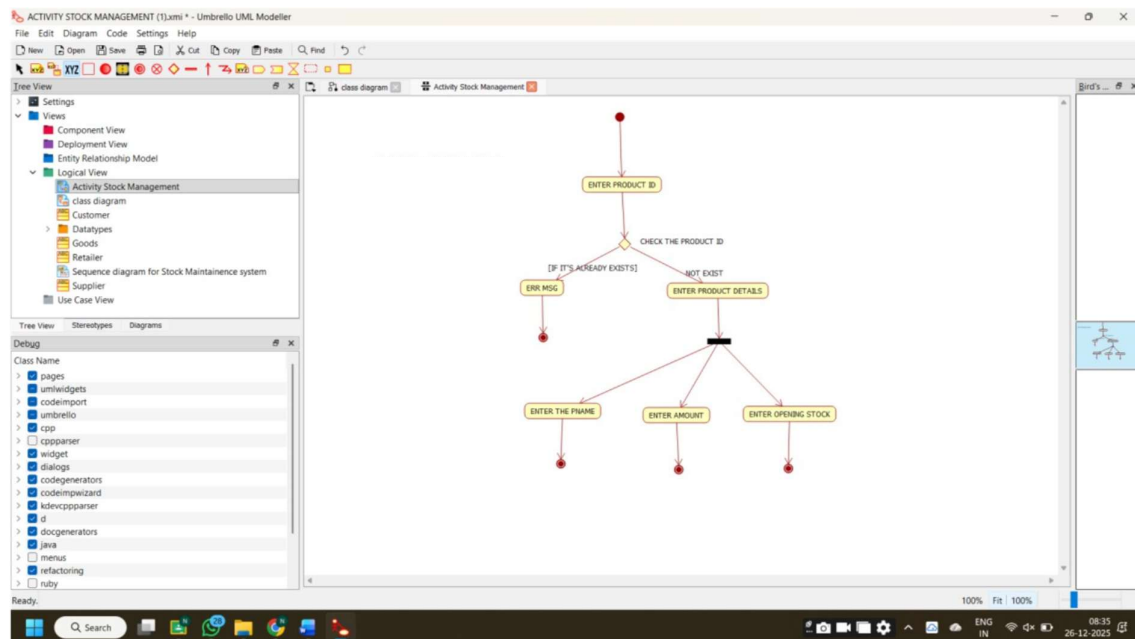 ACTIVITY STOCK MANAGEMENT (1).xmi * - Umbrello UML Modeller
File Edit Diagram Code Settings Help
New Open Save Cut Copy Paste Find
XYZ
Tree View
class diagram Activity Stock Management
Bird's ...
Settings
Views
Component View
Deployment View
Entity Relationship Model
Logical View
Activity Stock Management
class diagram
Customer
Datatypes
Goods
Retailer
Sequence diagram for Stock Maintainence system
Supplier
Use Case View
Tree View Stereotypes Diagrams
Debug
Class Name
pages
umlwidgets
codeimport
umbrello
cpp
cppparser
widget
dialogs
codegenerators
codeimpwizard
kdevcppparser
d
docgenerators
java
menus
refactoring
ruby
ENTER PRODUCT ID
CHECK THE PRODUCT ID
[IF IT'S ALREADY EXISTS]
NOT EXIST
ERR MSG
ENTER PRODUCT DETAILS
ENTER THE PNAME
ENTER AMOUNT
ENTER OPENING STOCK
Ready.
100% Fit 100%
Search
28
ENG
IN
08:35
26-12-2025